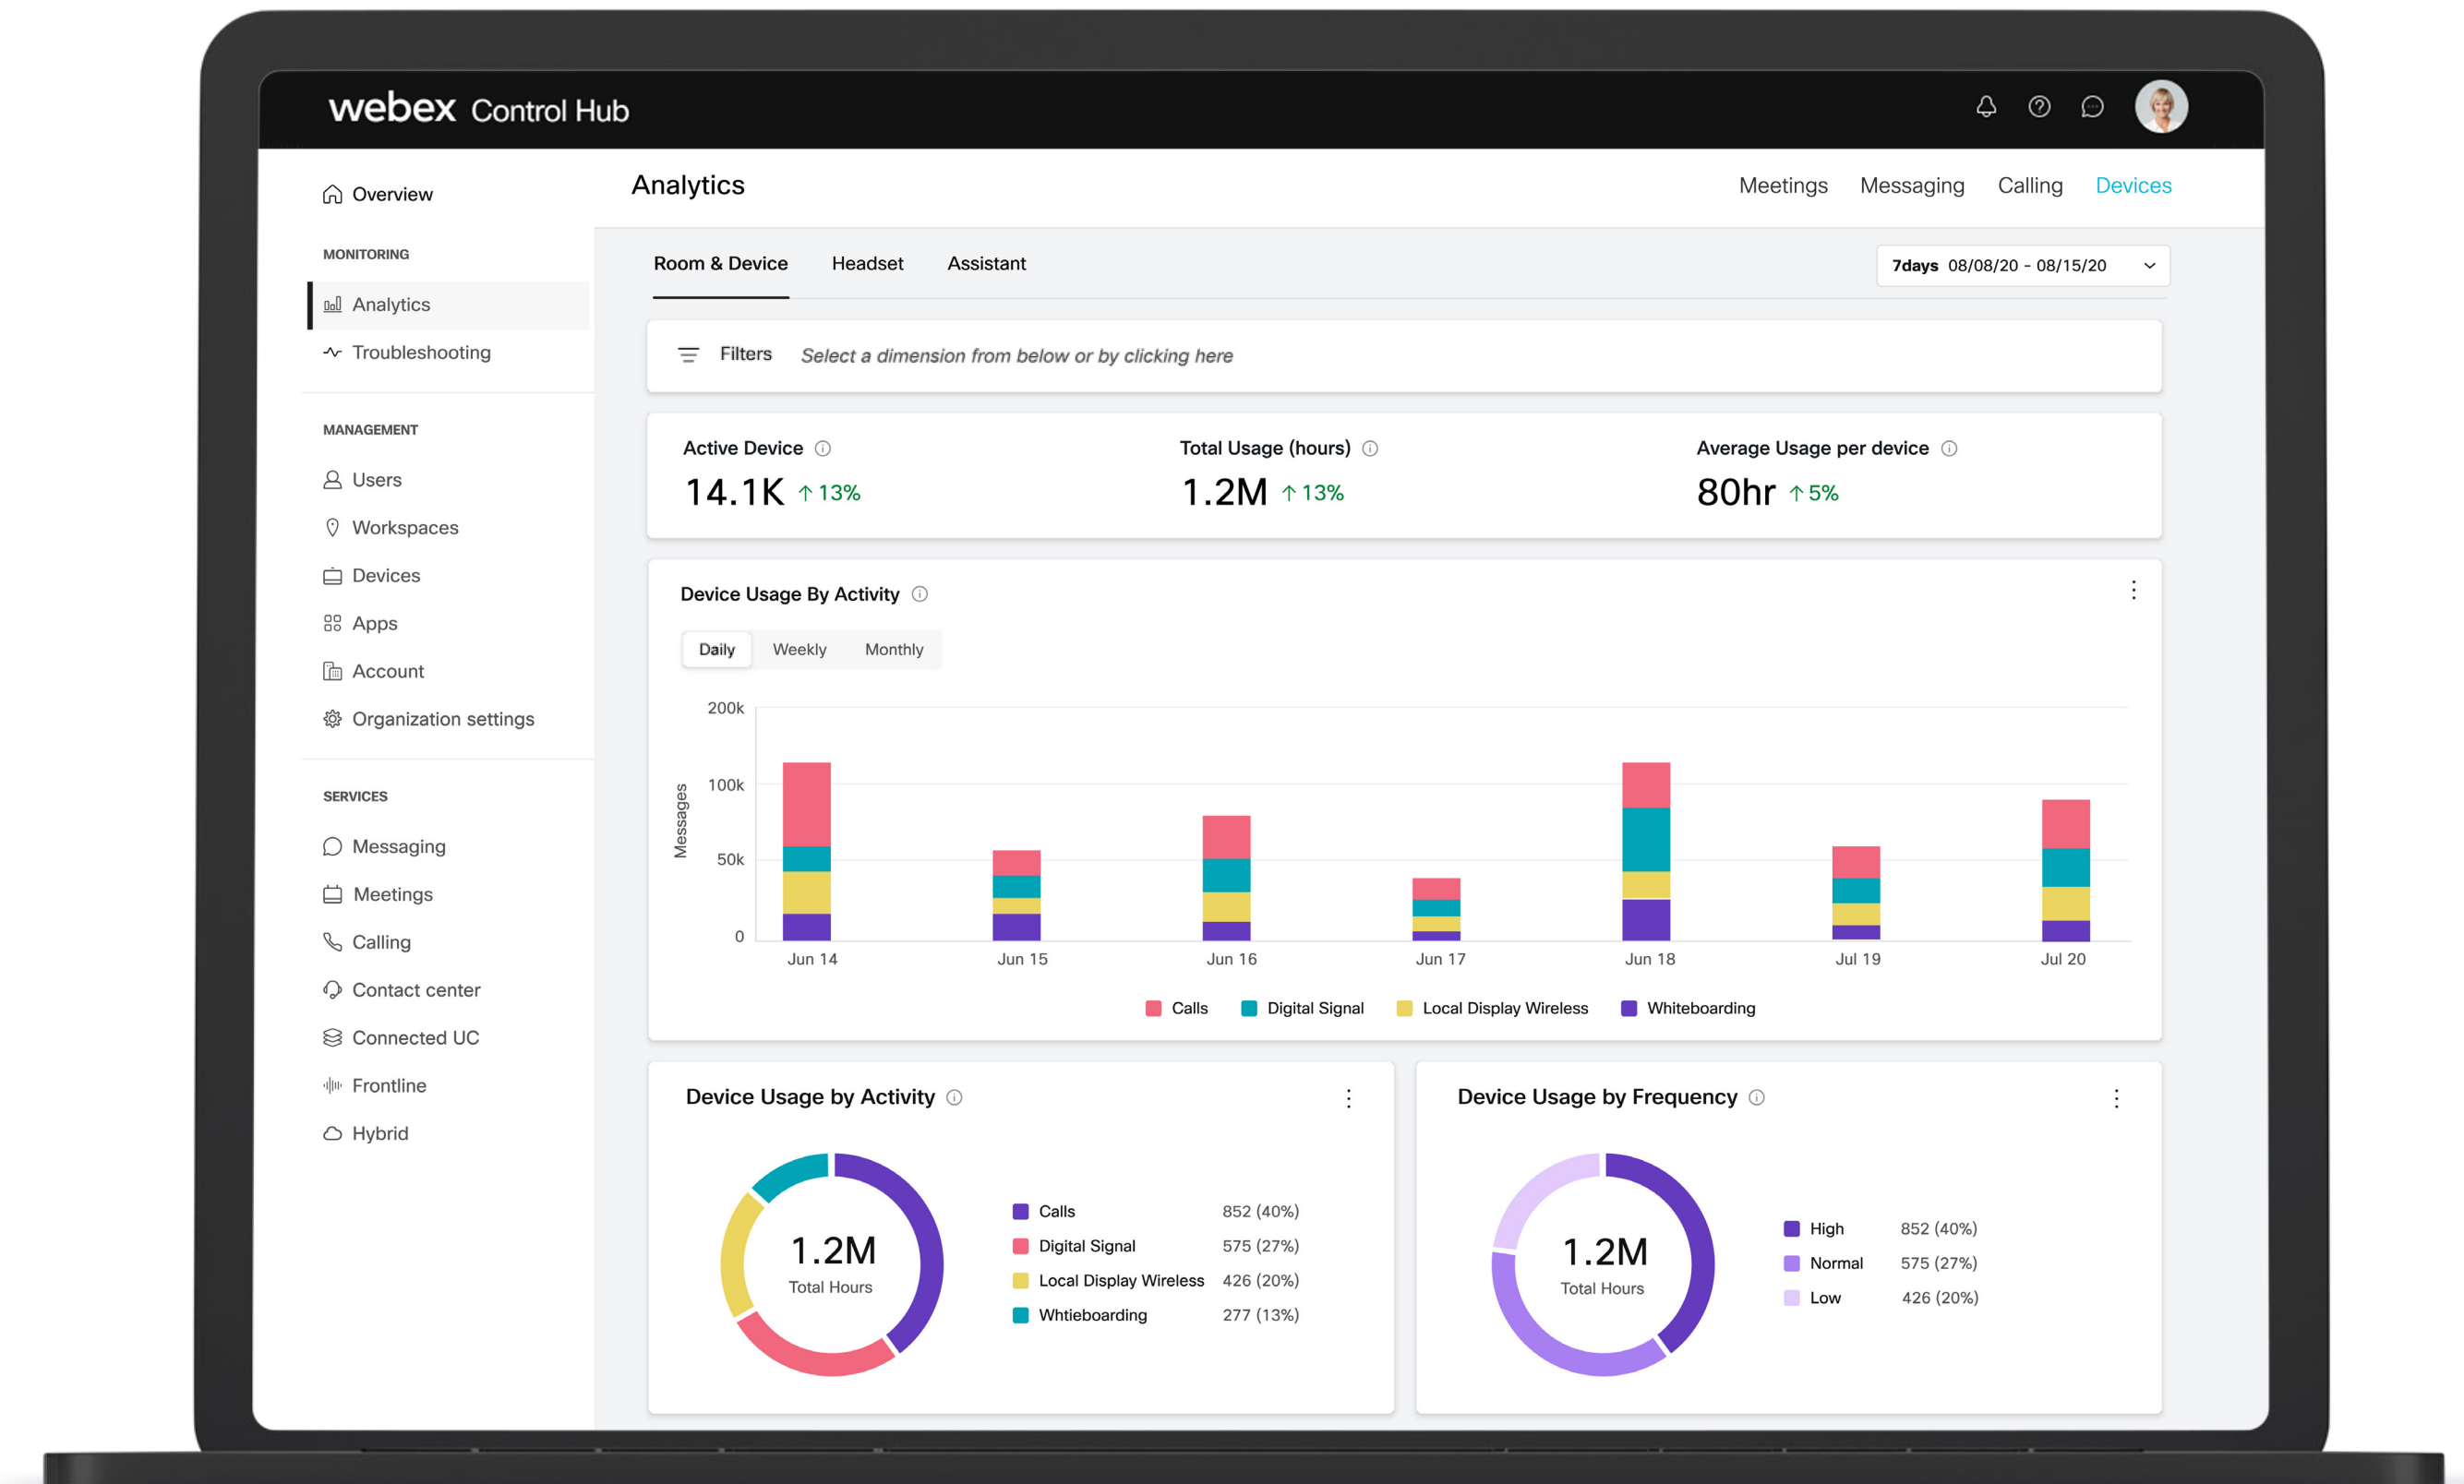 webex Control Hub
Overview
MONITORING
Analytics
Troubleshooting
MANAGEMENT
Users
Workspaces
Devices
Apps
Account
Organization settings
SERVICES
Messaging
Meetings
Calling
Contact center
Connected UC
Frontline
Hybrid
Analytics
Meetings Messaging Calling Devices
Room & Device Headset Assistant
7days 08/08/20 - 08/15/20
Filters Select a dimension from below or by clicking here
Active Device
14.1K ↑ 13%
Total Usage (hours)
1.2M ↑ 13%
Average Usage per device
80hr ↑ 5%
Device Usage By Activity
Daily Weekly Monthly
Messages
200k
100k
50k
0
Jun 14 Jun 15 Jun 16 Jun 17 Jun 18 Jul 19 Jul 20
Calls Digital Signal Local Display Wireless Whiteboarding
Device Usage by Activity
1.2M
Total Hours
Calls 852 (40%)
Digital Signal 575 (27%)
Local Display Wireless 426 (20%)
Whtieboarding 277 (13%)
Device Usage by Frequency
1.2M
Total Hours
High 852 (40%)
Normal 575 (27%)
Low 426 (20%)